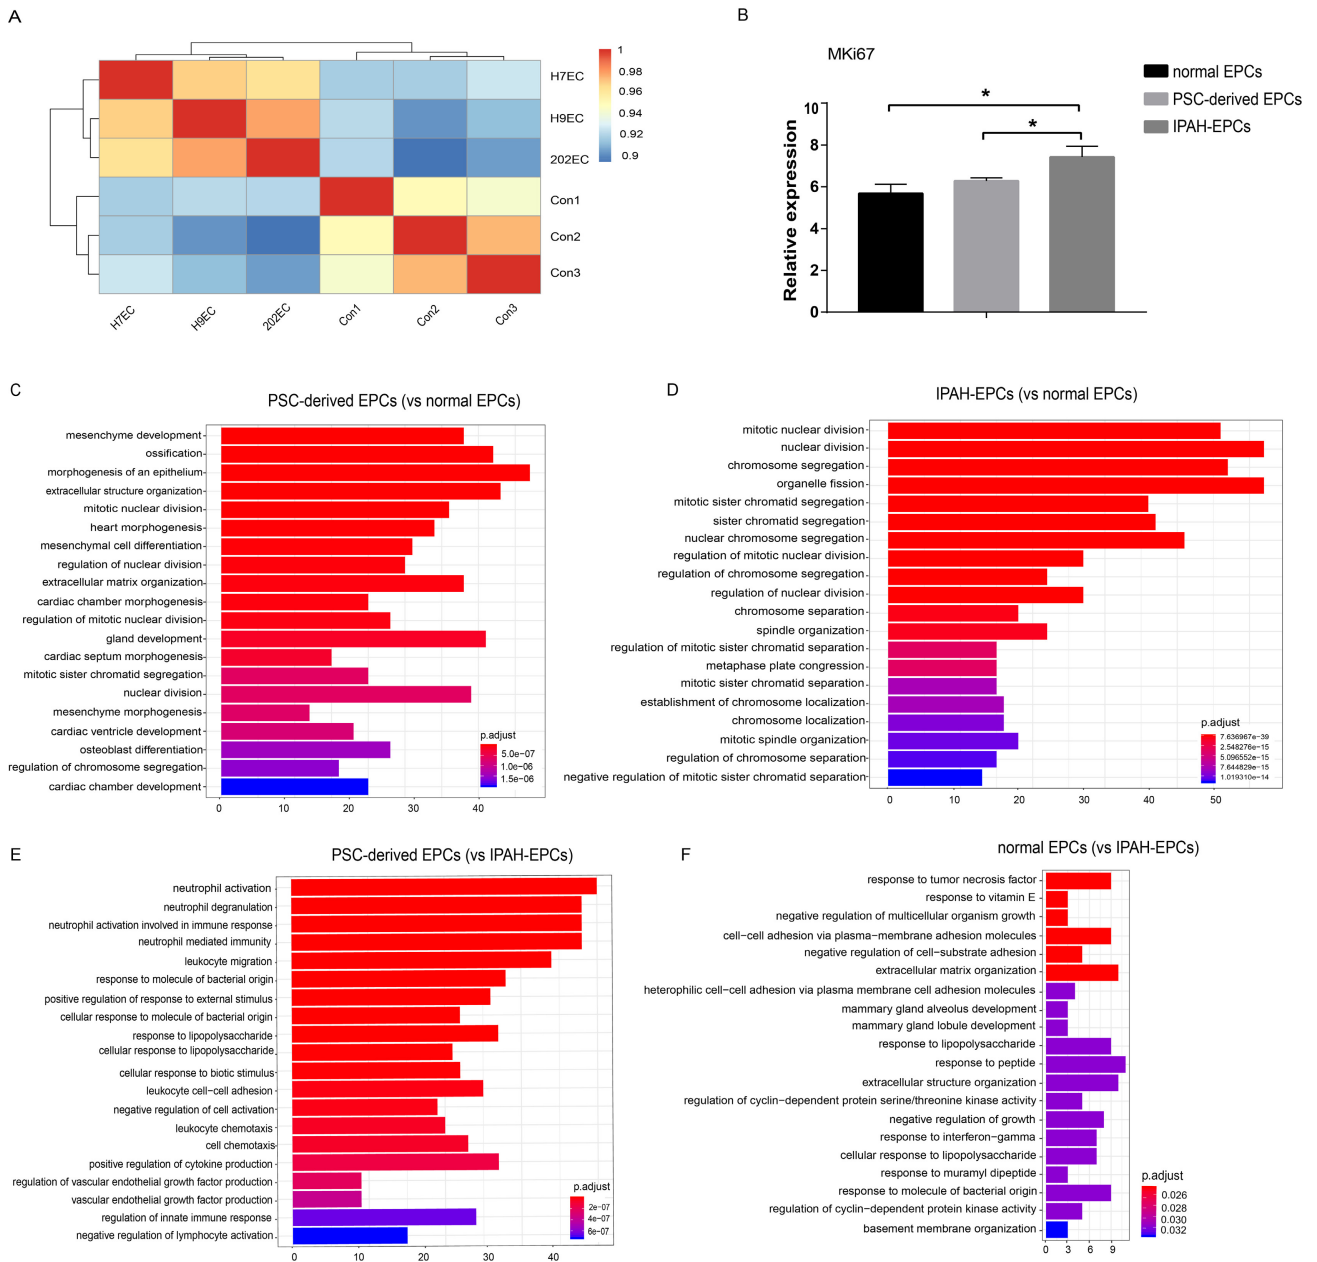 A
H7EC
H9EC
202EC
Con1
Con2
Con3
1
0.98
0.96
0.94
0.92
0.9
H7EC
H9EC
202EC
Con1
Con2
Con3
B
MKi67
normal EPCs
PSC-derived EPCs
IPAH-EPCs
*
*
Relative expression
10
8
6
4
2
0
C
PSC-derived EPCs (vs normal EPCs)
mesenchyme development
ossification
morphogenesis of an epithelium
extracellular structure organization
mitotic nuclear division
heart morphogenesis
mesenchymal cell differentiation
regulation of nuclear division
extracellular matrix organization
cardiac chamber morphogenesis
regulation of mitotic nuclear division
gland development
cardiac septum morphogenesis
mitotic sister chromatid segregation
nuclear division
mesenchyme morphogenesis
cardiac ventricle development
osteoblast differentiation
regulation of chromosome segregation
cardiac chamber development
p.adjust
5.0e−07
1.0e−06
1.5e−06
0 10 20 30 40
D
IPAH-EPCs (vs normal EPCs)
mitotic nuclear division
nuclear division
chromosome segregation
organelle fission
mitotic sister chromatid segregation
sister chromatid segregation
nuclear chromosome segregation
regulation of mitotic nuclear division
regulation of chromosome segregation
regulation of nuclear division
chromosome separation
spindle organization
regulation of mitotic sister chromatid separation
metaphase plate congression
mitotic sister chromatid separation
establishment of chromosome localization
chromosome localization
mitotic spindle organization
regulation of chromosome separation
negative regulation of mitotic sister chromatid separation
p.adjust
7.636967e−39
2.548276e−15
5.096552e−15
7.644829e−15
1.019310e−14
0 10 20 30 40 50
E
PSC-derived EPCs (vs IPAH-EPCs)
neutrophil activation
neutrophil degranulation
neutrophil activation involved in immune response
neutrophil mediated immunity
leukocyte migration
response to molecule of bacterial origin
positive regulation of response to external stimulus
cellular response to molecule of bacterial origin
response to lipopolysaccharide
cellular response to lipopolysaccharide
cellular response to biotic stimulus
leukocyte cell−cell adhesion
negative regulation of cell activation
leukocyte chemotaxis
cell chemotaxis
positive regulation of cytokine production
regulation of vascular endothelial growth factor production
vascular endothelial growth factor production
regulation of innate immune response
negative regulation of lymphocyte activation
p.adjust
2e−07
4e−07
6e−07
0 10 20 30 40
F
normal EPCs (vs IPAH-EPCs)
response to tumor necrosis factor
response to vitamin E
negative regulation of multicellular organism growth
cell−cell adhesion via plasma−membrane adhesion molecules
negative regulation of cell−substrate adhesion
extracellular matrix organization
heterophilic cell−cell adhesion via plasma membrane cell adhesion molecules
mammary gland alveolus development
mammary gland lobule development
response to lipopolysaccharide
response to peptide
extracellular structure organization
regulation of cyclin−dependent protein serine/threonine kinase activity
negative regulation of growth
response to interferon−gamma
cellular response to lipopolysaccharide
response to muramyl dipeptide
response to molecule of bacterial origin
regulation of cyclin−dependent protein kinase activity
basement membrane organization
p.adjust
0.026
0.028
0.030
0.032
0 3 6 9